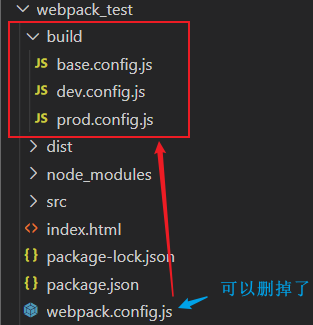 webpack_test
build
JS base.config.js
JS dev.config.js
JS prod.config.js
dist
node_modules
src
<> index.html
{} package-lock.json
{} package.json
webpack.config.js 可以删掉了